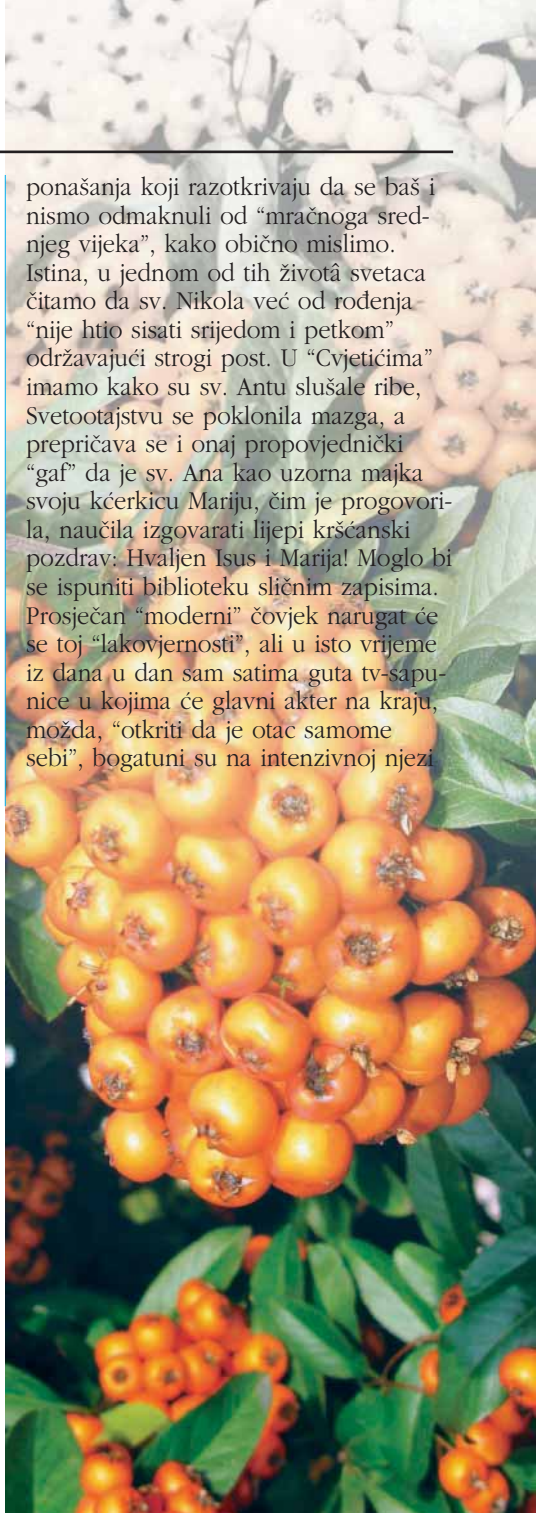 ponašanja koji razotkrivaju da se baš i
nismo odmaknuli od “mračnoga sred-
njeg vijeka”, kako obično mislimo.
Istina, u jednom od tih životâ svetaca
čitamo da sv. Nikola već od rođenja
“nije htio sisati srijedom i petkom”
održavajući strogi post. U “Cvjetićima”
imamo kako su sv. Antu slušale ribe,
Svetootajstvu se poklonila mazga, a
prepričava se i onaj propovjednički
“gaf” da je sv. Ana kao uzorna majka
svoju kćerkicu Mariju, čim je progovori-
la, naučila izgovarati lijepi kršćanski
pozdrav: Hvaljen Isus i Marija! Moglo bi
se ispuniti biblioteku sličnim zapisima.
Prosječan “moderni” čovjek narugat će
se toj “lakovjernosti”, ali u isto vrijeme
iz dana u dan sam satima guta tv-sapu-
nice u kojima će glavni akter na kraju,
možda, “otkriti da je otac samome
sebi”, bogatuni su na intenzivnoj njezi